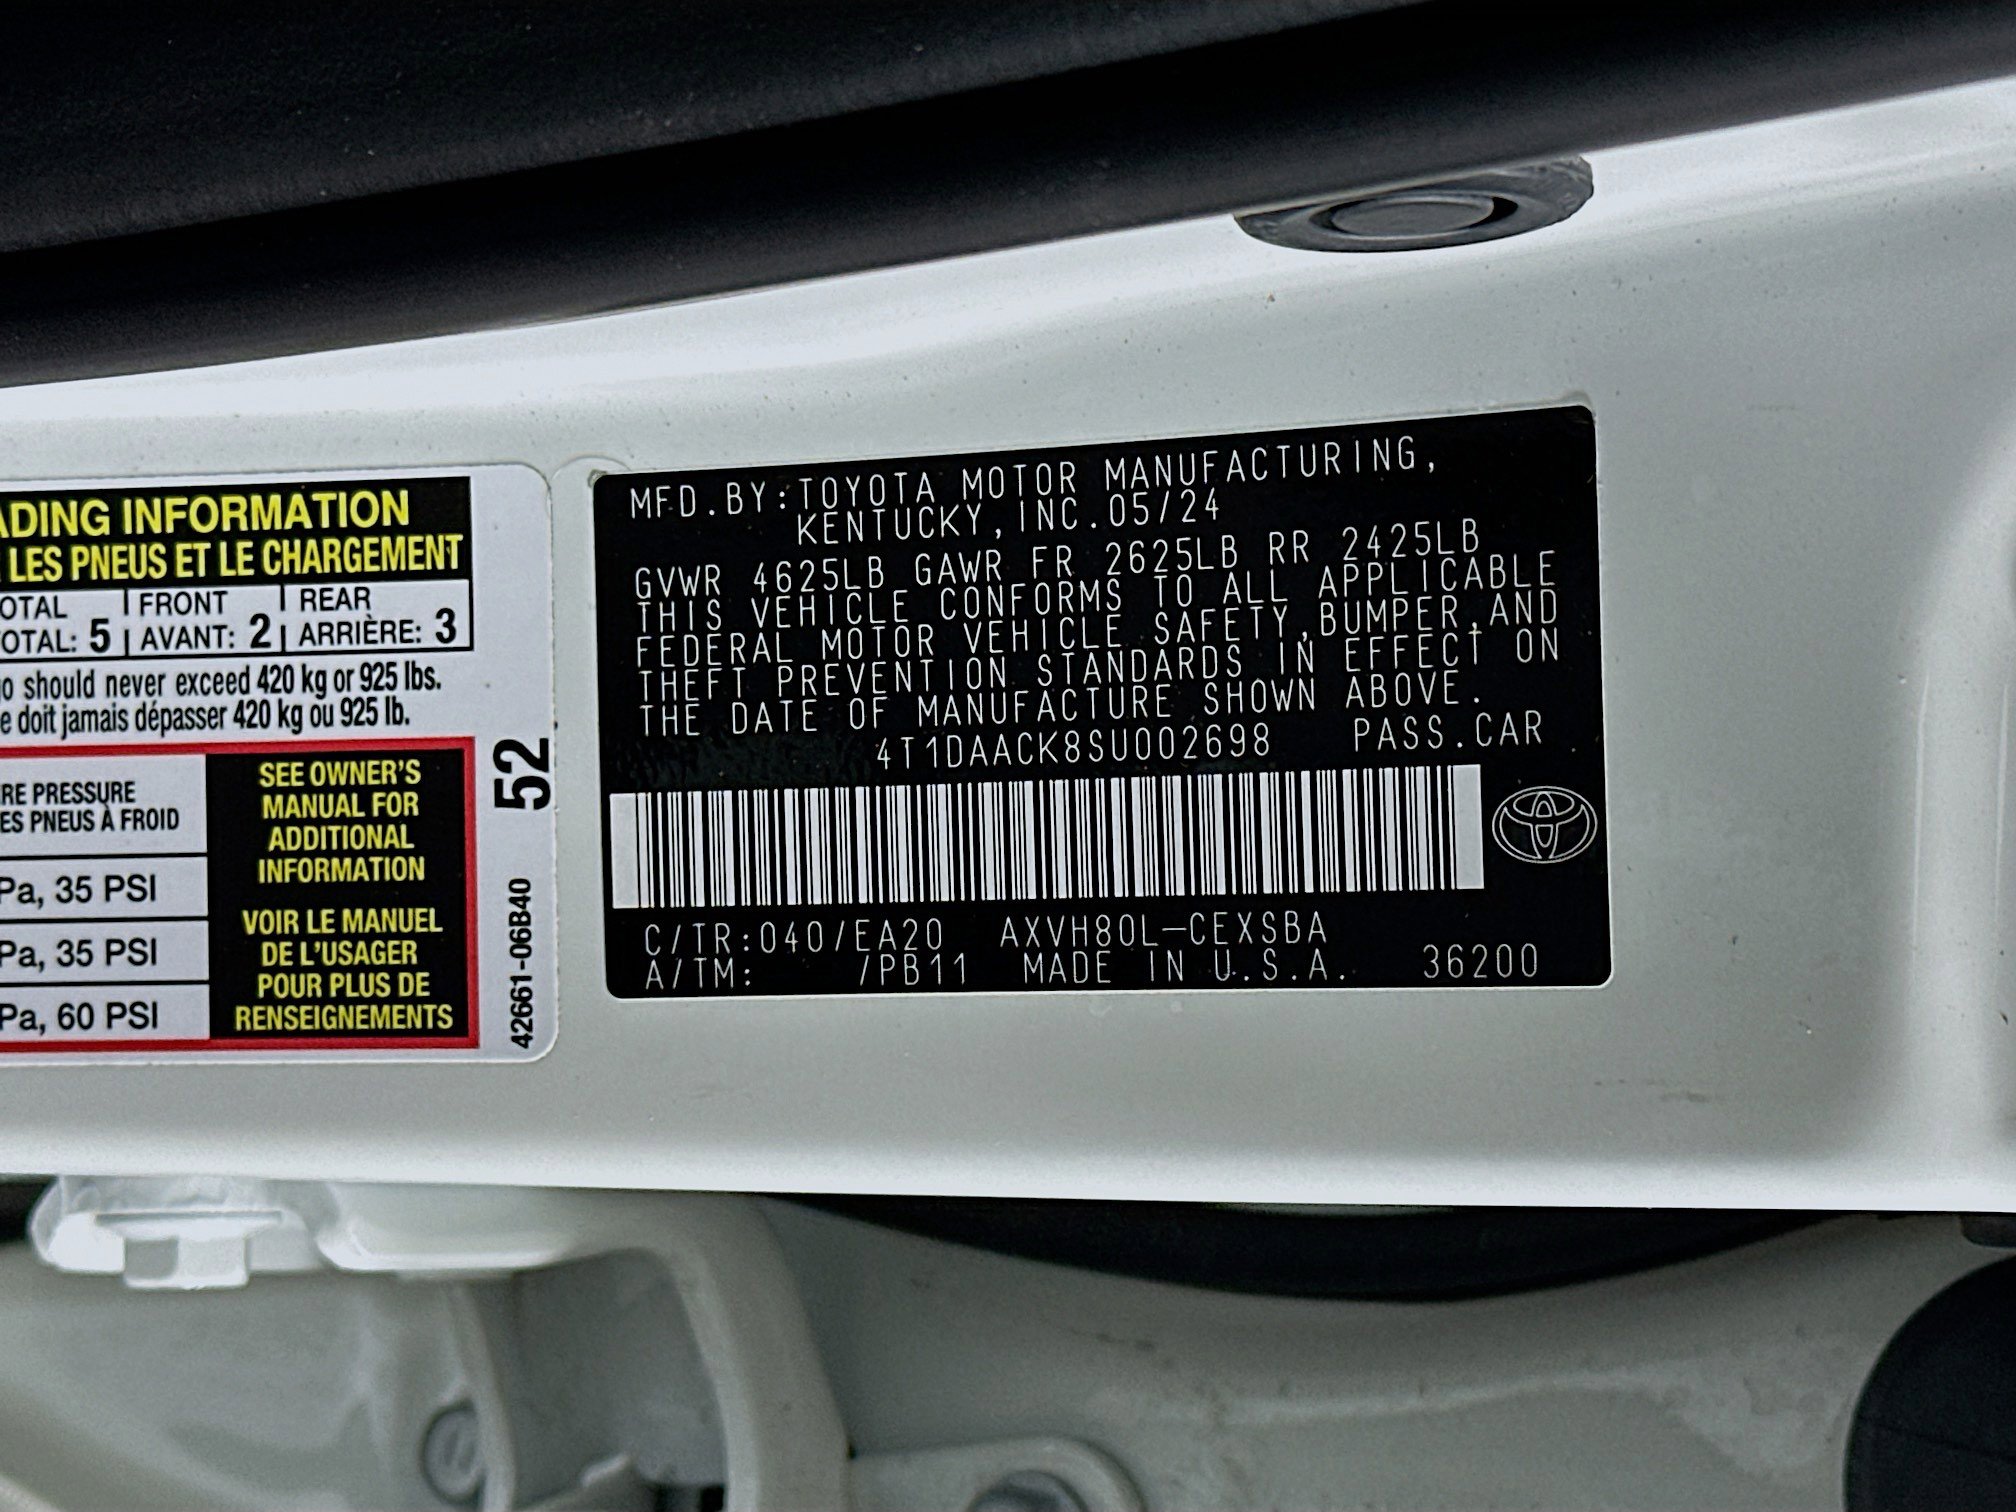 ADING INFORMATION
LES PNEUS ET LE CHARGEMENT
OTAL | FRONT | REAR
OTAL: 5 | AVANT: 2 | ARRIÈRE: 3
o should never exceed 420 kg or 925 lbs.
e doit jamais dépasser 420 kg ou 925 lb.
RE PRESSURE
ES PNEUS À FROID
Pa, 35 PSI
Pa, 35 PSI
Pa, 60 PSI
SEE OWNER'S
MANUAL FOR
ADDITIONAL
INFORMATION
VOIR LE MANUEL
DE L'USAGER
POUR PLUS DE
RENSEIGNEMENTS
52
42661-06B40
MFD.BY:TOYOTA MOTOR MANUFACTURING,
KENTUCKY,INC.05/24
GVWR 4625LB GAWR FR 2625LB RR 2425LB
THIS VEHICLE CONFORMS TO ALL APPLICABLE
FEDERAL MOTOR VEHICLE SAFETY,BUMPER,AND
THEFT PREVENTION STANDARDS IN EFFECT ON
THE DATE OF MANUFACTURE SHOWN ABOVE.
4T1DAACK8SU002698 PASS.CAR
C/TR:040/EA20 AXVH80L-CEXSBA
A/TM: /PB11 MADE IN U.S.A. 36200